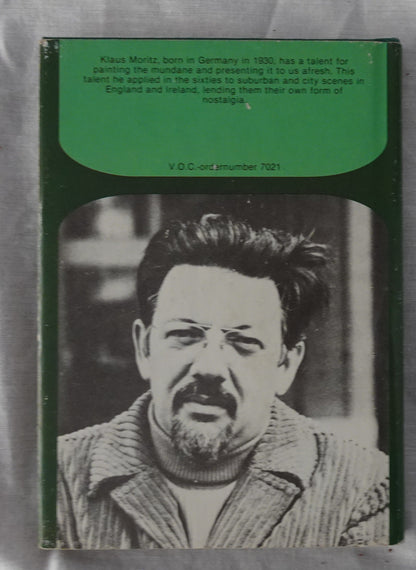 Klaus Moritz, born in Germany in 1930, has a talent for
painting the mundane and presenting it to us afresh. This
talent he applied in the sixties to suburban and city scenes in
England and Ireland, lending them their own form of
nostalgia.
V.O.C.-ordernumber 7021